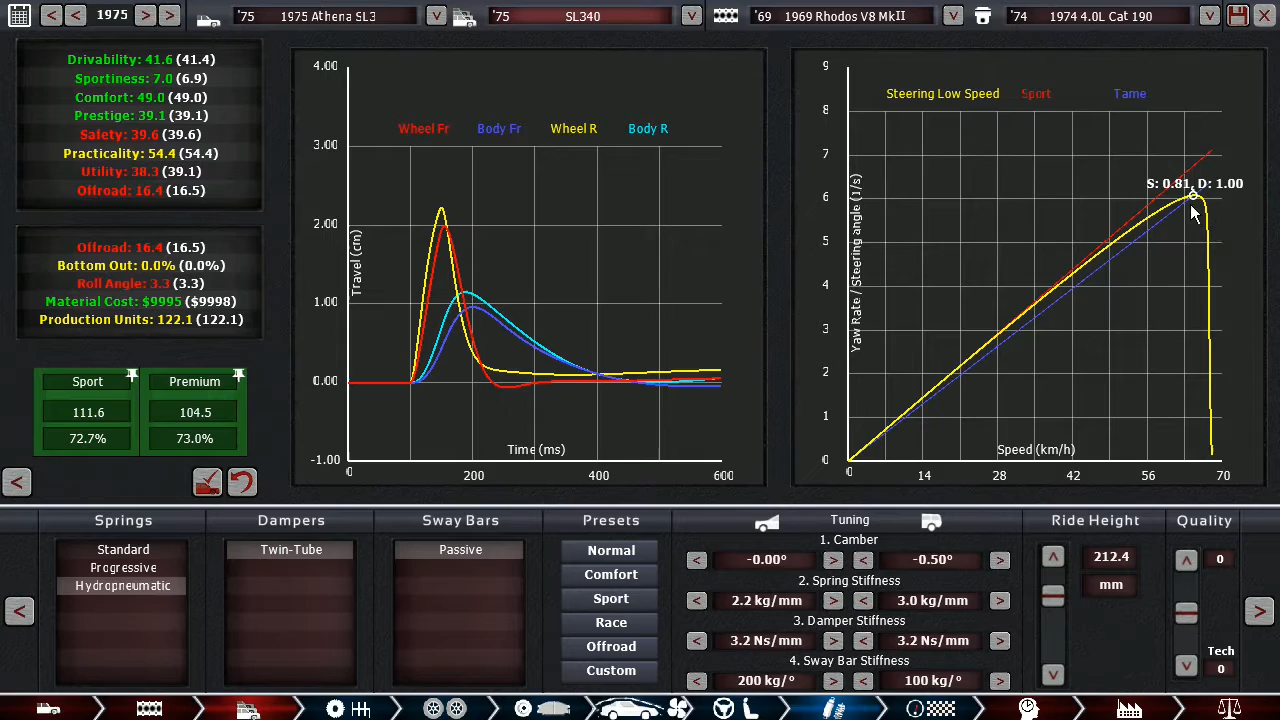 1975
'75 1975 Athena SL3
'75 SL340
'69 1969 Rhodos V8 MkII
'74 1974 4.0L Cat 190
Drivability: 41.6 (41.4)
Sportiness: 7.0 (6.9)
Comfort: 49.0 (49.0)
Prestige: 39.1 (39.1)
Safety: 39.6 (39.6)
Practicality: 54.4 (54.4)
Utility: 38.3 (39.1)
Offroad: 16.4 (16.5)
Offroad: 16.4 (16.5)
Bottom Out: 0.0% (0.0%)
Roll Angle: 3.3 (3.3)
Material Cost: $9995 ($9998)
Production Units: 122.1 (122.1)
Sport Premium
111.6 104.5
72.7% 73.0%
4.00
3.00
2.00
1.00
0.00
-1.00
Travel (cm)
Wheel Fr Body Fr Wheel R Body R
Time (ms)
0 200 400 600
9
8
7
6
5
4
3
2
1
0
Yaw Rate / Steering angle (1/s)
Steering Low Speed Sport Tame
S: 0.81, D: 1.00
Speed (km/h)
0 14 28 42 56 70
Springs
Standard
Progressive
Hydropneumatic
Dampers
Twin-Tube
Sway Bars
Passive
Presets
Normal
Comfort
Sport
Race
Offroad
Custom
Tuning
1. Camber
< -0.00° > < -0.50° >
2. Spring Stiffness
< 2.2 kg/mm > < 3.0 kg/mm >
3. Damper Stiffness
< 3.2 Ns/mm > < 3.2 Ns/mm >
4. Sway Bar Stiffness
< 200 kg/° > < 100 kg/° >
Ride Height
212.4
mm
Quality
0
Tech
0